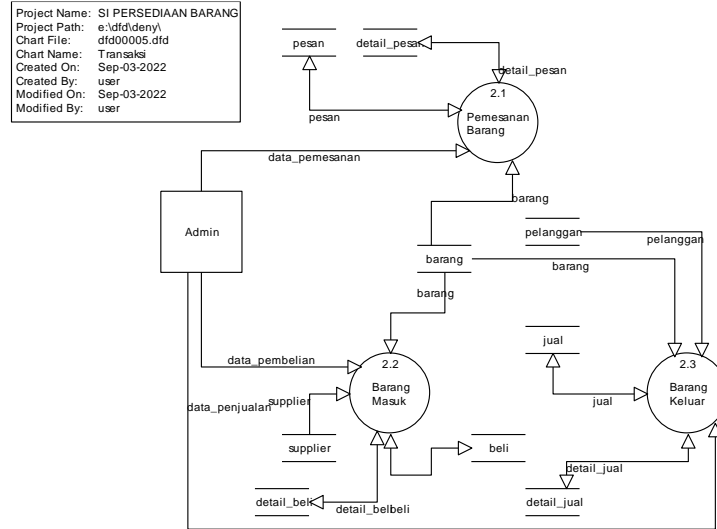 Project Name: SI PERSEDIAAN BARANG
Project Path: e:\dfd\deny\
Chart File: dfd00005.dfd
Chart Name: Transaksi
Created On: Sep-03-2022
Created By: user
Modified On: Sep-03-2022
Modified By: user
pesan
detail_pesan
detail_pesan
pesan
2.1
Pemesanan
Barang
data_pemesanan
Admin
barang
pelanggan
pelanggan
barang
barang
barang
data_pembelian
2.2
Barang
Masuk
jual
2.3
Barang
Keluar
jual
data_penjualan
supplier
supplier
beli
detail_jual
detail_beli
detail_beli
beli
detail_jual